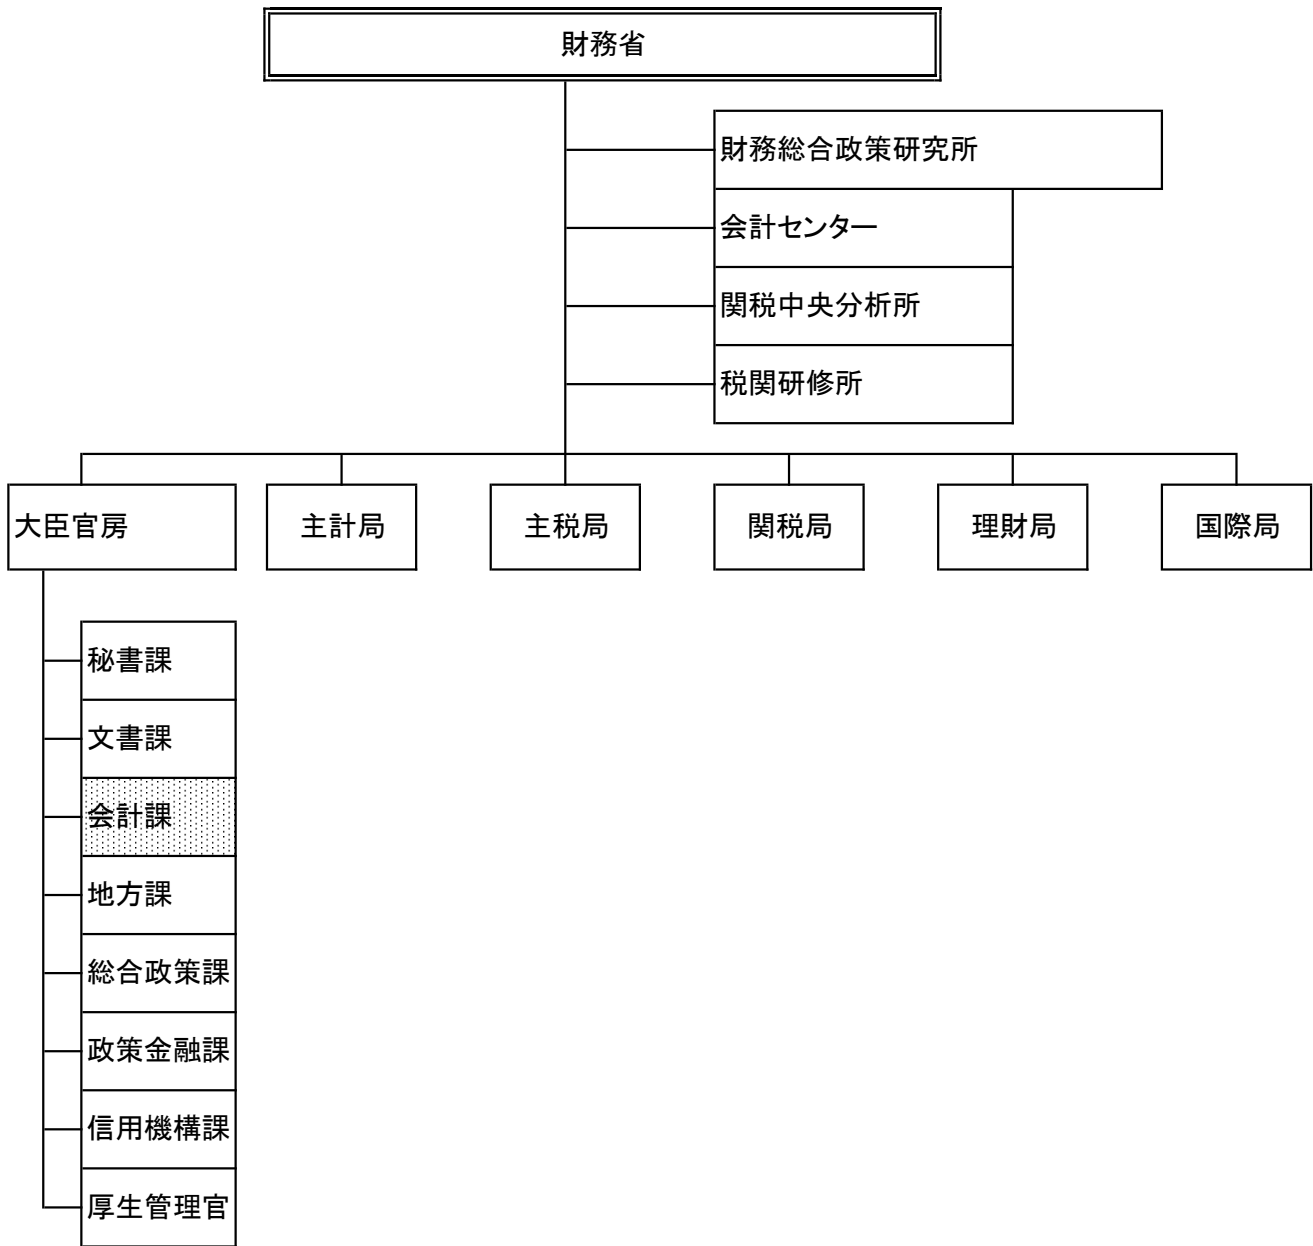 財務省
財務総合政策研究所
会計センター
関税中央分析所
税関研修所
大臣官房
主計局
主税局
関税局
理財局
国際局
秘書課
文書課
会計課
地方課
総合政策課
政策金融課
信用機構課
厚生管理官